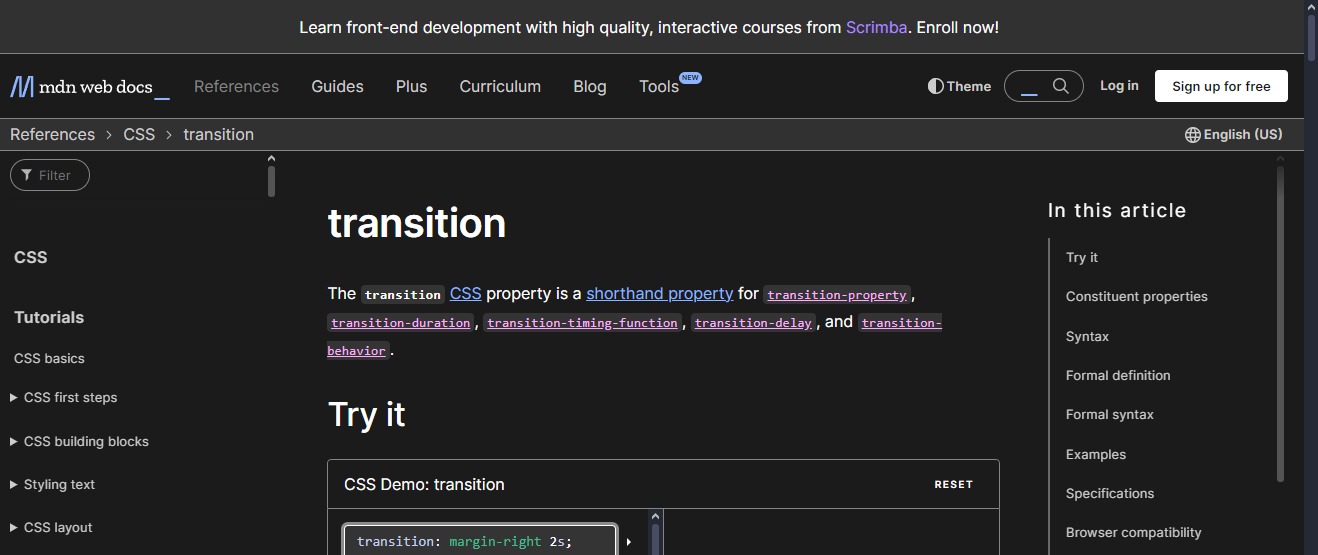 Learn front-end development with high quality, interactive courses from Scrimba. Enroll now!
mdn web docs_ References Guides Plus Curriculum Blog Tools NEW Theme Log in Sign up for free
References > CSS > transition English (US)
Filter
CSS
Tutorials
CSS basics
CSS first steps
CSS building blocks
Styling text
CSS layout
transition
The transition CSS property is a shorthand property for transition-property,
transition-duration, transition-timing-function, transition-delay, and transition-
behavior.
Try it
CSS Demo: transition RESET
transition: margin-right 2s;
In this article
Try it
Constituent properties
Syntax
Formal definition
Formal syntax
Examples
Specifications
Browser compatibility